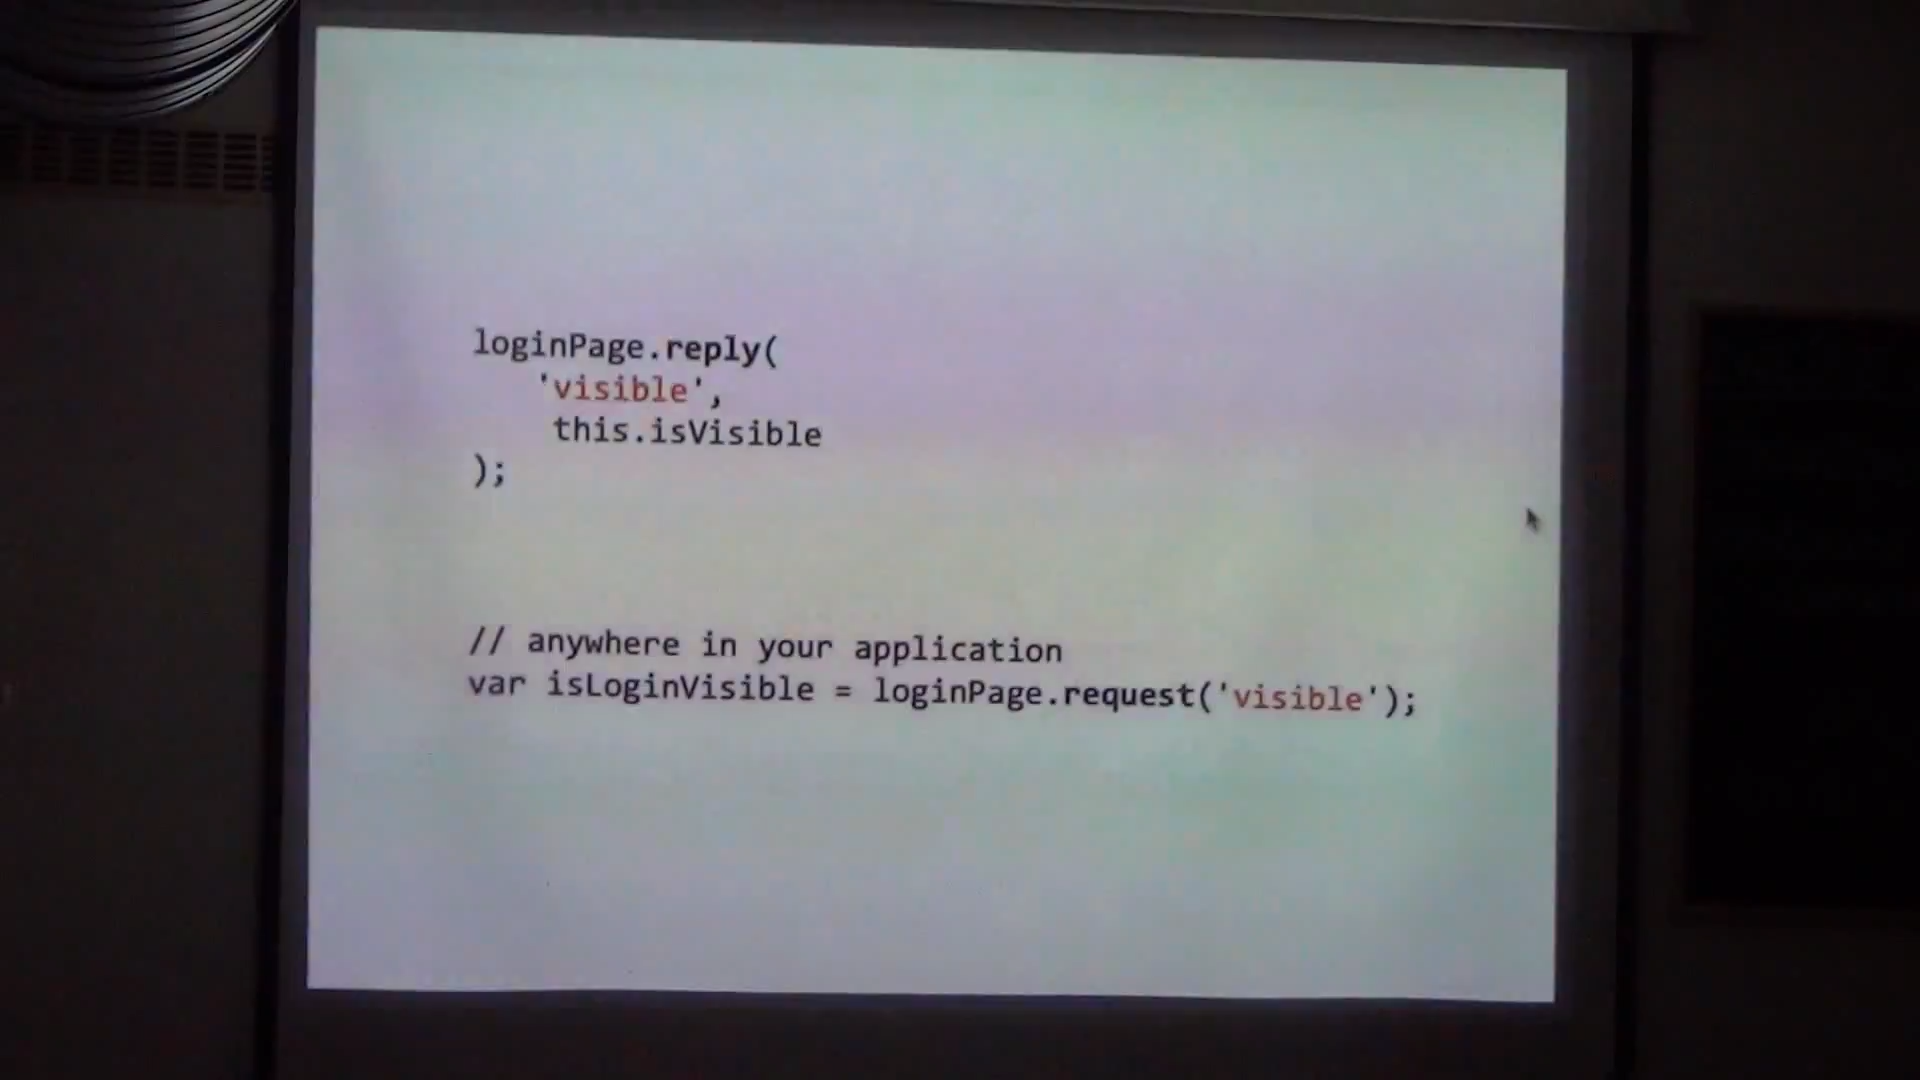 loginPage.reply(
'visible',
this.isVisible
);
// anywhere in your application
var isLoginVisible = loginPage.request('visible');